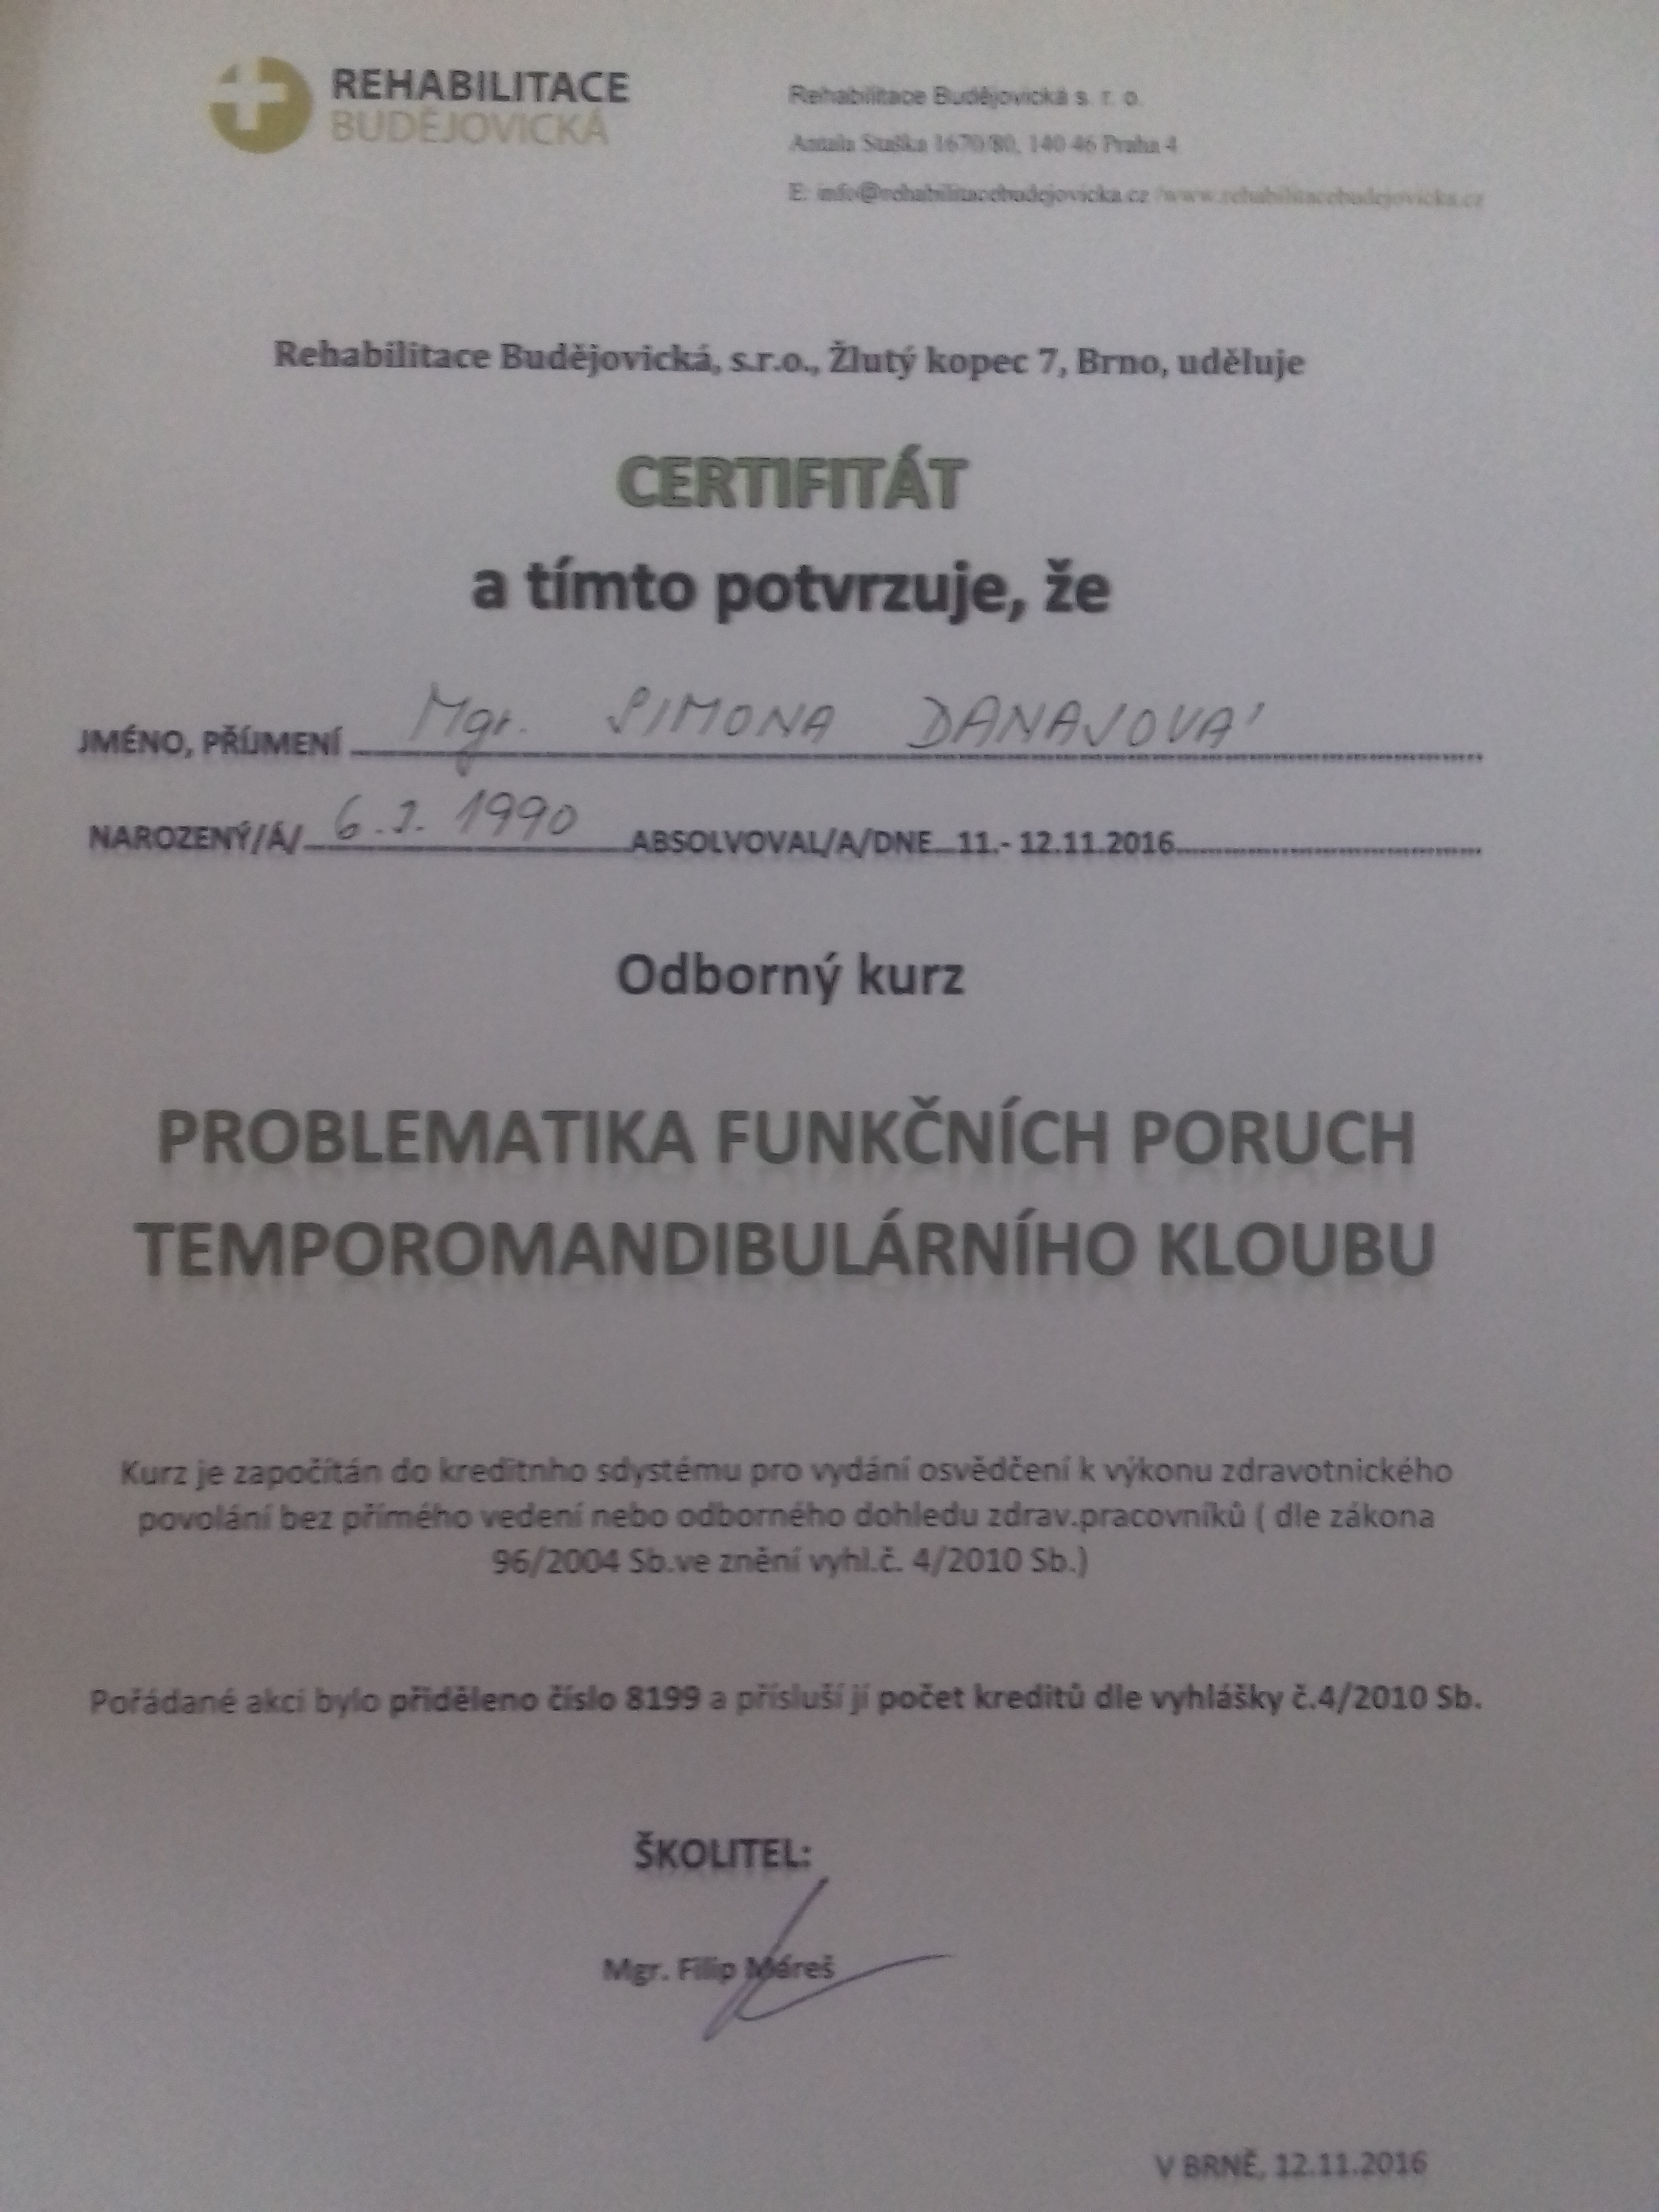 REHABILITACE
BUDĚJOVICKÁ
Rehabilitace Budějovická s. r. o.
Antala Staška 1670/80, 140 46 Praha 4
E: info@rehabilitacebudejovicka.cz /www.rehabilitacebudejovicka.cz
Rehabilitace Budějovická, s.r.o., Žlutý kopec 7, Brno, uděluje
CERTIFITÁT
a tímto potvrzuje, že
JMÉNO, PŘÍJMENÍ Mgr. SIMONA DANAJOVÁ
NAROZENÝ/Á/ 6. 1990 ABSOLVOVAL/A/DNE 11.- 12.11.2016
Odborný kurz
PROBLEMATIKA FUNKČNÍCH PORUCH
TEMPOROMANDIBULÁRNÍHO KLOUBU
Kurz je započítán do kreditnho sdystému pro vydání osvědčení k výkonu zdravotnického
povolání bez přímého vedení nebo odborného dohledu zdrav.pracovníků ( dle zákona
96/2004 Sb.ve znění vyhl.č. 4/2010 Sb.)
Pořádané akci bylo přiděleno číslo 8199 a přísluší jí počet kreditů dle vyhlášky č.4/2010 Sb.
ŠKOLITEL:
Mgr. Filip Máreš
V BRNĚ, 12.11.2016